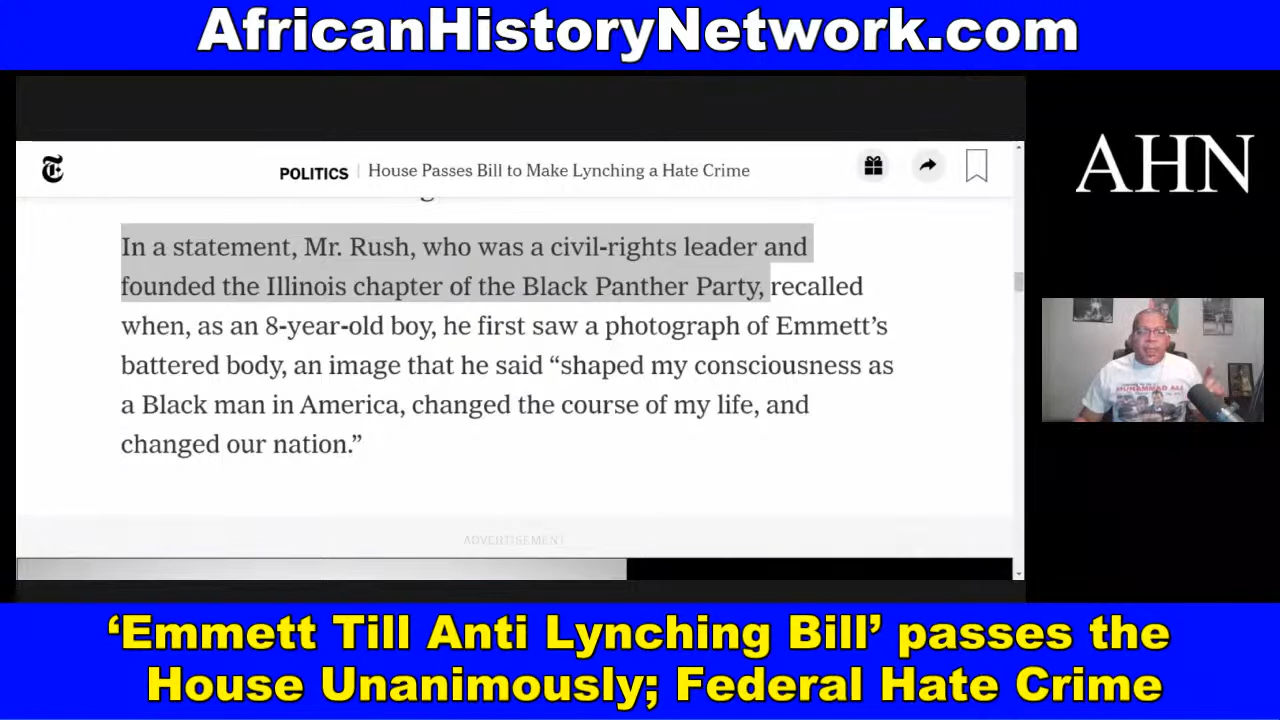 AfricanHistoryNetwork.com
AHN
POLITICS | House Passes Bill to Make Lynching a Hate Crime
In a statement, Mr. Rush, who was a civil-rights leader and
founded the Illinois chapter of the Black Panther Party, recalled
when, as an 8-year-old boy, he first saw a photograph of Emmett’s
battered body, an image that he said “shaped my consciousness as
a Black man in America, changed the course of my life, and
changed our nation.”
ADVERTISEMENT
MUHAMMAD ALI
‘Emmett Till Anti Lynching Bill’ passes the
House Unanimously; Federal Hate Crime